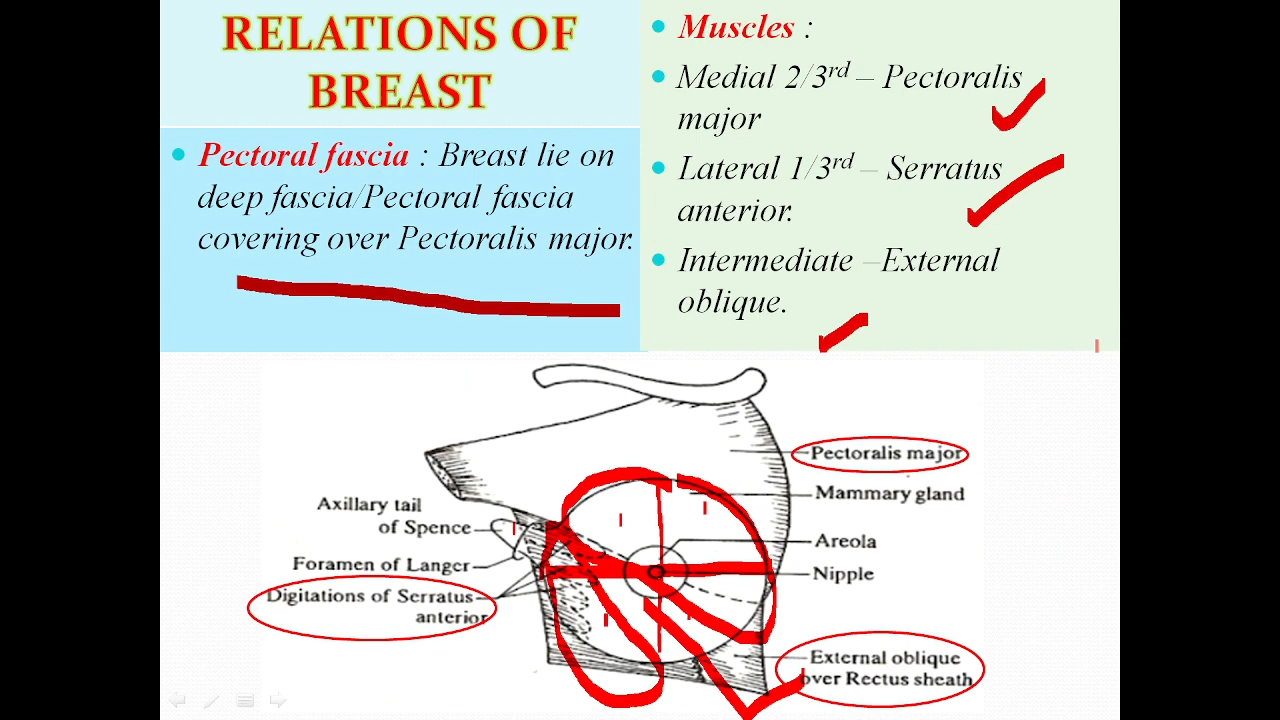 RELATIONS OF
BREAST
Pectoral fascia : Breast lie on
deep fascia/Pectoral fascia
covering over Pectoralis major.
Muscles :
Medial 2/3rd – Pectoralis
major
Lateral 1/3rd – Serratus
anterior.
Intermediate –External
oblique.
Pectoralis major
Mammary gland
Areola
Nipple
External oblique
over Rectus sheath
Axillary tail
of Spence
Foramen of Langer
Digitations of Serratus
anterior